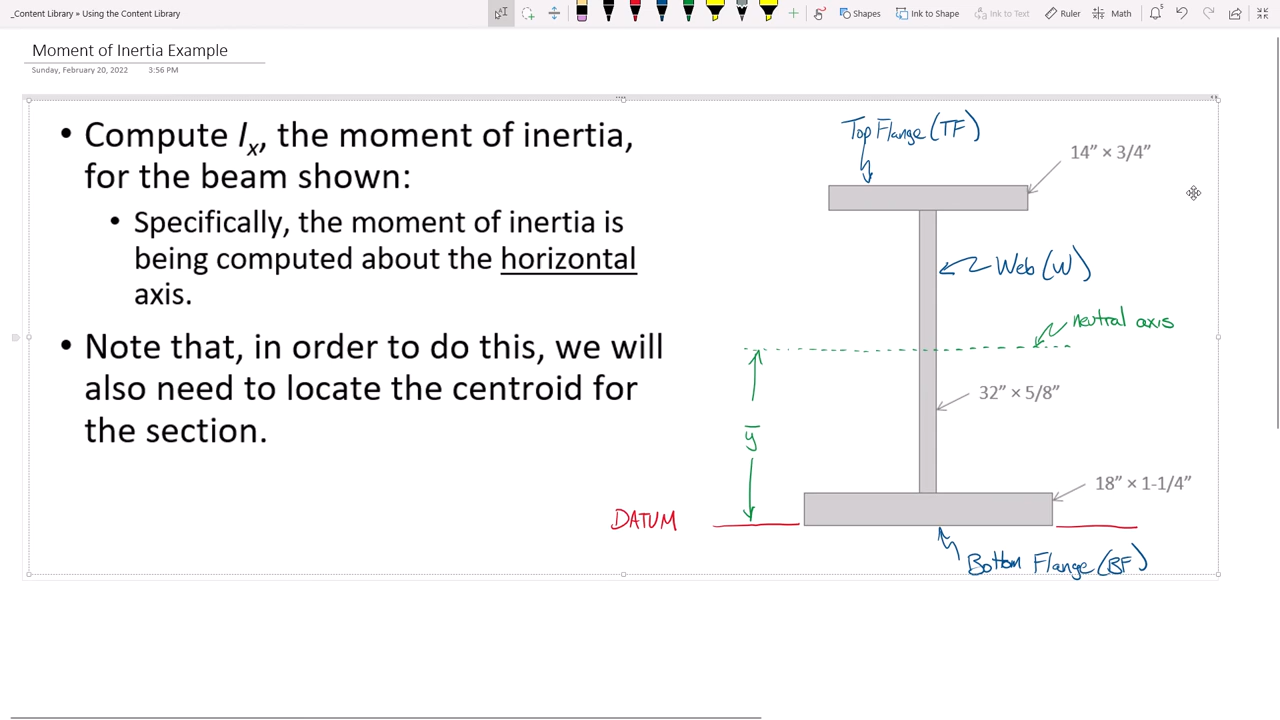 _Content Library » Using the Content Library
Shapes
Ink to Shape
Ink to Text
Ruler
Math
5
Moment of Inertia Example
Sunday, February 20, 2022 3:56 PM
• Compute Ix, the moment of inertia,
for the beam shown:
• Specifically, the moment of inertia is
being computed about the horizontal
axis.
• Note that, in order to do this, we will
also need to locate the centroid for
the section.
Top Flange (TF)
14” × 3/4”
Web (W)
neutral axis
32” × 5/8”
ȳ
18” × 1-1/4”
DATUM
Bottom Flange (BF)